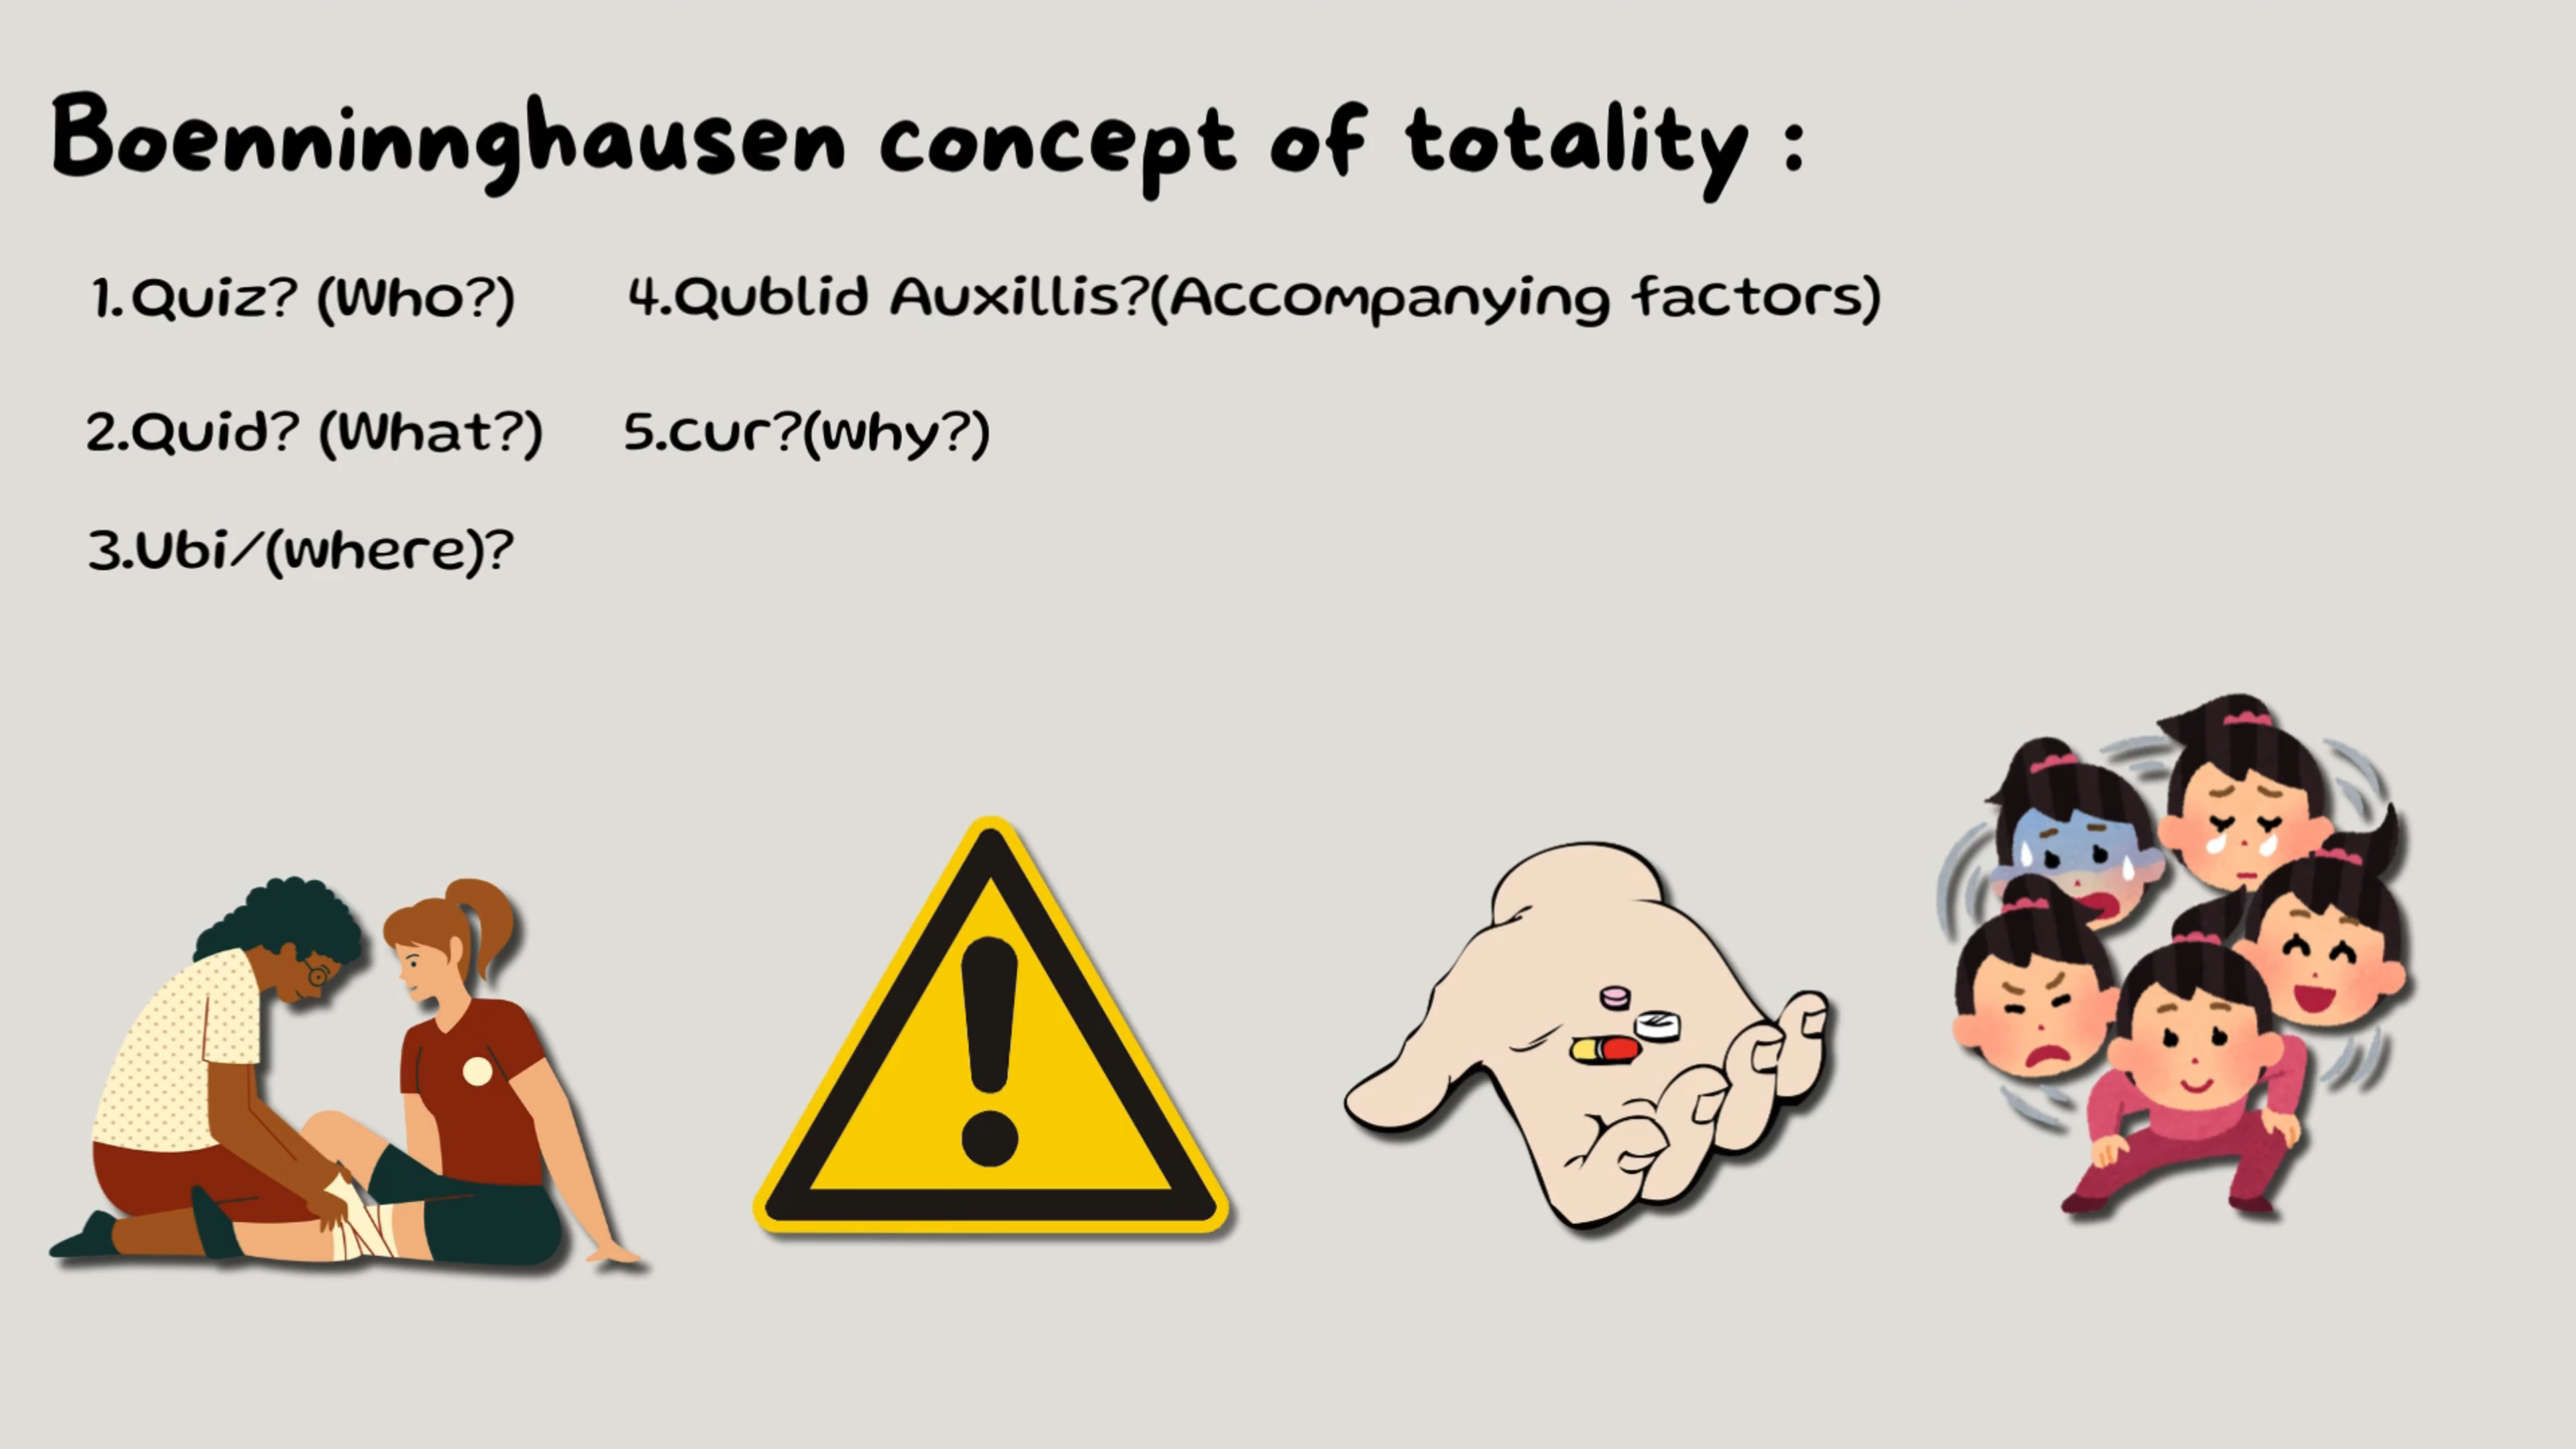 Boenninnghausen concept of totality :
1.Quiz? (Who?)
2.Quid? (What?)
3.Ubi/(where)?
4.Qublid Auxillis?(Accompanying factors)
5.cur?(why?)